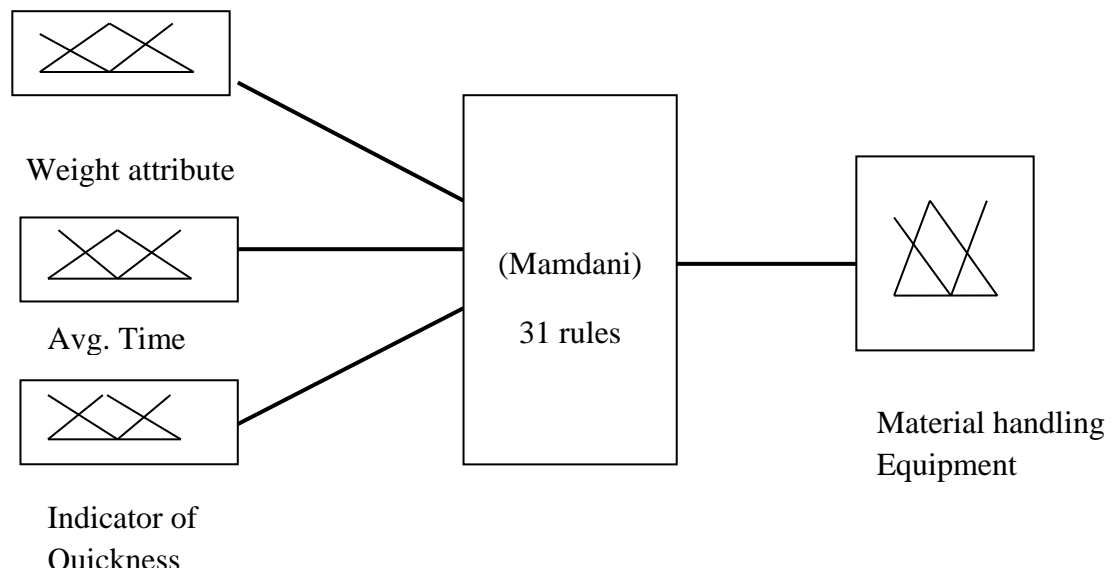 Weight attribute
Avg. Time
Indicator of
Quickness
(Mamdani)
31 rules
Material handling
Equipment